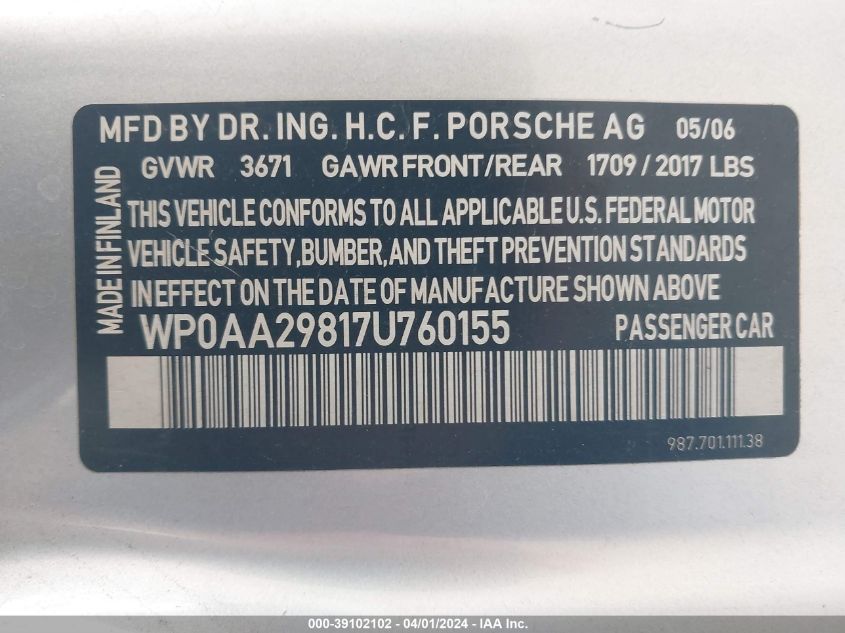 MFD BY DR. ING. H.C. F. PORSCHE AG 05/06
GVWR 3671 GAWR FRONT/REAR 1709 / 2017 LBS
MADE IN FINLAND
THIS VEHICLE CONFORMS TO ALL APPLICABLE U.S. FEDERAL MOTOR
VEHICLE SAFETY, BUMBER, AND THEFT PREVENTION STANDARDS
IN EFFECT ON THE DATE OF MANUFACTURE SHOWN ABOVE
WP0AA29817U760155 PASSENGER CAR
987.701.111.38
000-39102102 - 04/01/2024 - IAA Inc.